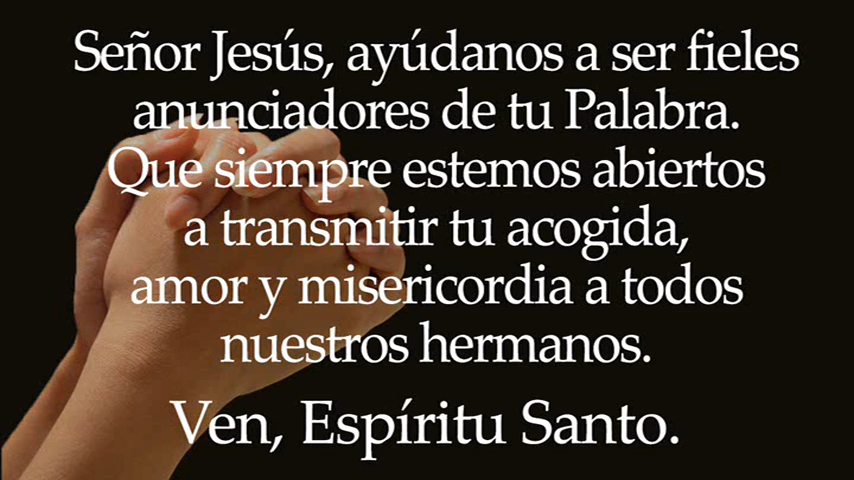 Señor Jesús, ayúdanos a ser fieles
anunciadores de tu Palabra.
Que siempre estemos abiertos
a transmitir tu acogida,
amor y misericordia a todos
nuestros hermanos.
Ven, Espíritu Santo.